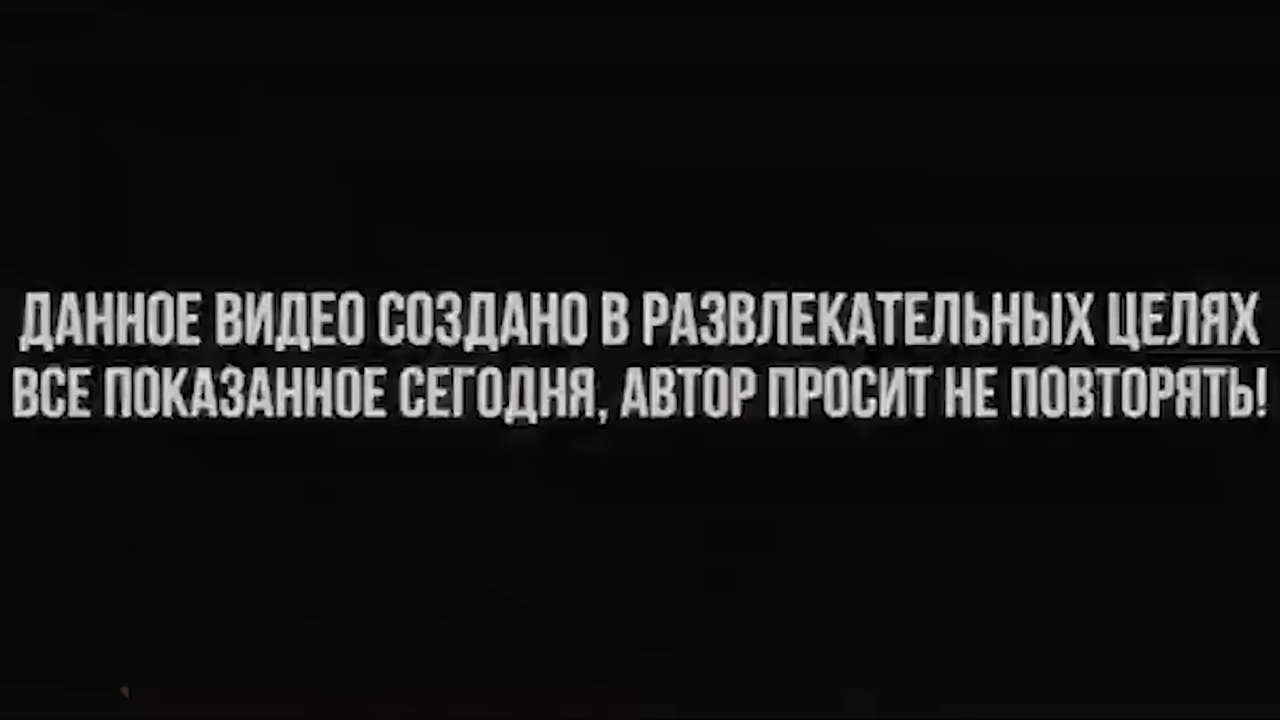 ДАННОЕ ВИДЕО СОЗДАНО В РАЗВЛЕКАТЕЛЬНЫХ ЦЕЛЯХ
ВСЕ ПОКАЗАННОЕ СЕГОДНЯ, АВТОР ПРОСИТ НЕ ПОВТОРЯТЬ!